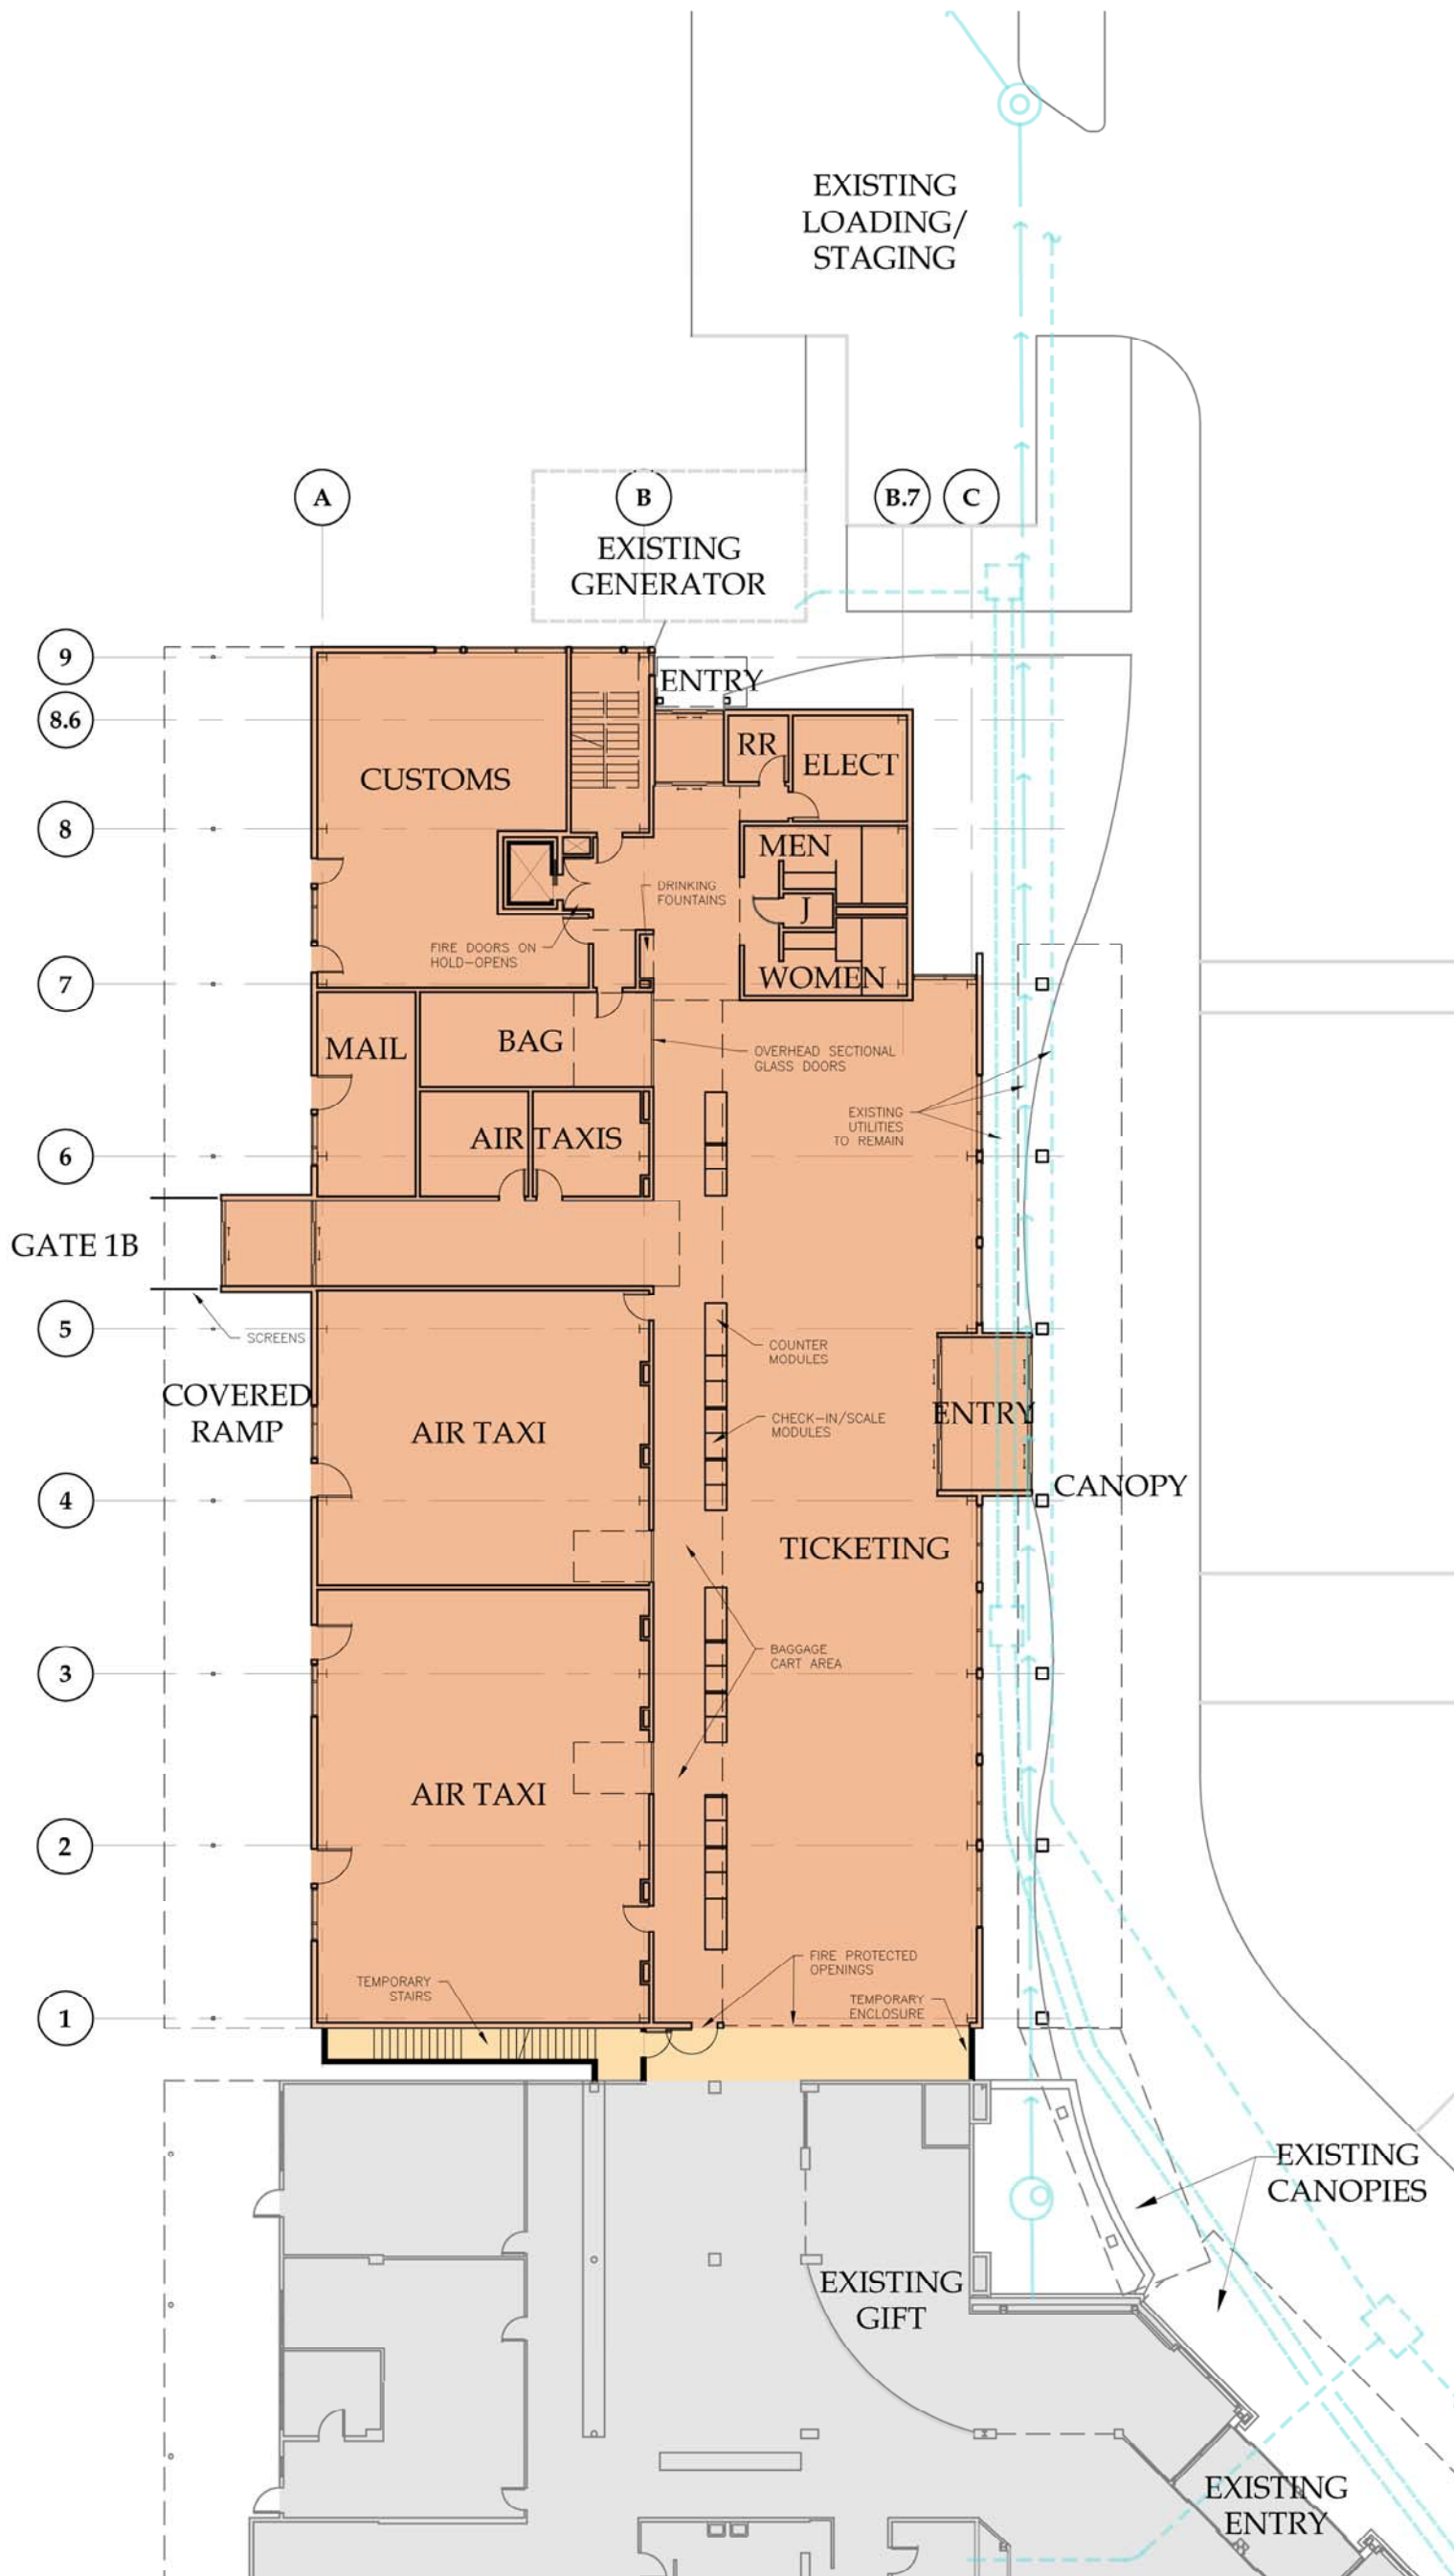 EXISTING
LOADING/
STAGING
A
B
B.7
C
EXISTING
GENERATOR
9
ENTRY
8.6
RR
ELECT
CUSTOMS
8
MEN
DRINKING
FOUNTAINS
J
FIRE DOORS ON
HOLD-OPENS
7
WOMEN
MAIL
BAG
OVERHEAD SECTIONAL
GLASS DOORS
EXISTING
UTILITIES
TO REMAIN
6
AIR TAXIS
GATE 1B
5
SCREENS
COUNTER
MODULES
COVERED
RAMP
AIR TAXI
CHECK-IN/SCALE
MODULES
ENTRY
4
CANOPY
TICKETING
3
BAGGAGE
CART AREA
AIR TAXI
2
FIRE PROTECTED
OPENINGS
TEMPORARY
STAIRS
TEMPORARY
ENCLOSURE
1
EXISTING
CANOPIES
EXISTING
GIFT
EXISTING
ENTRY